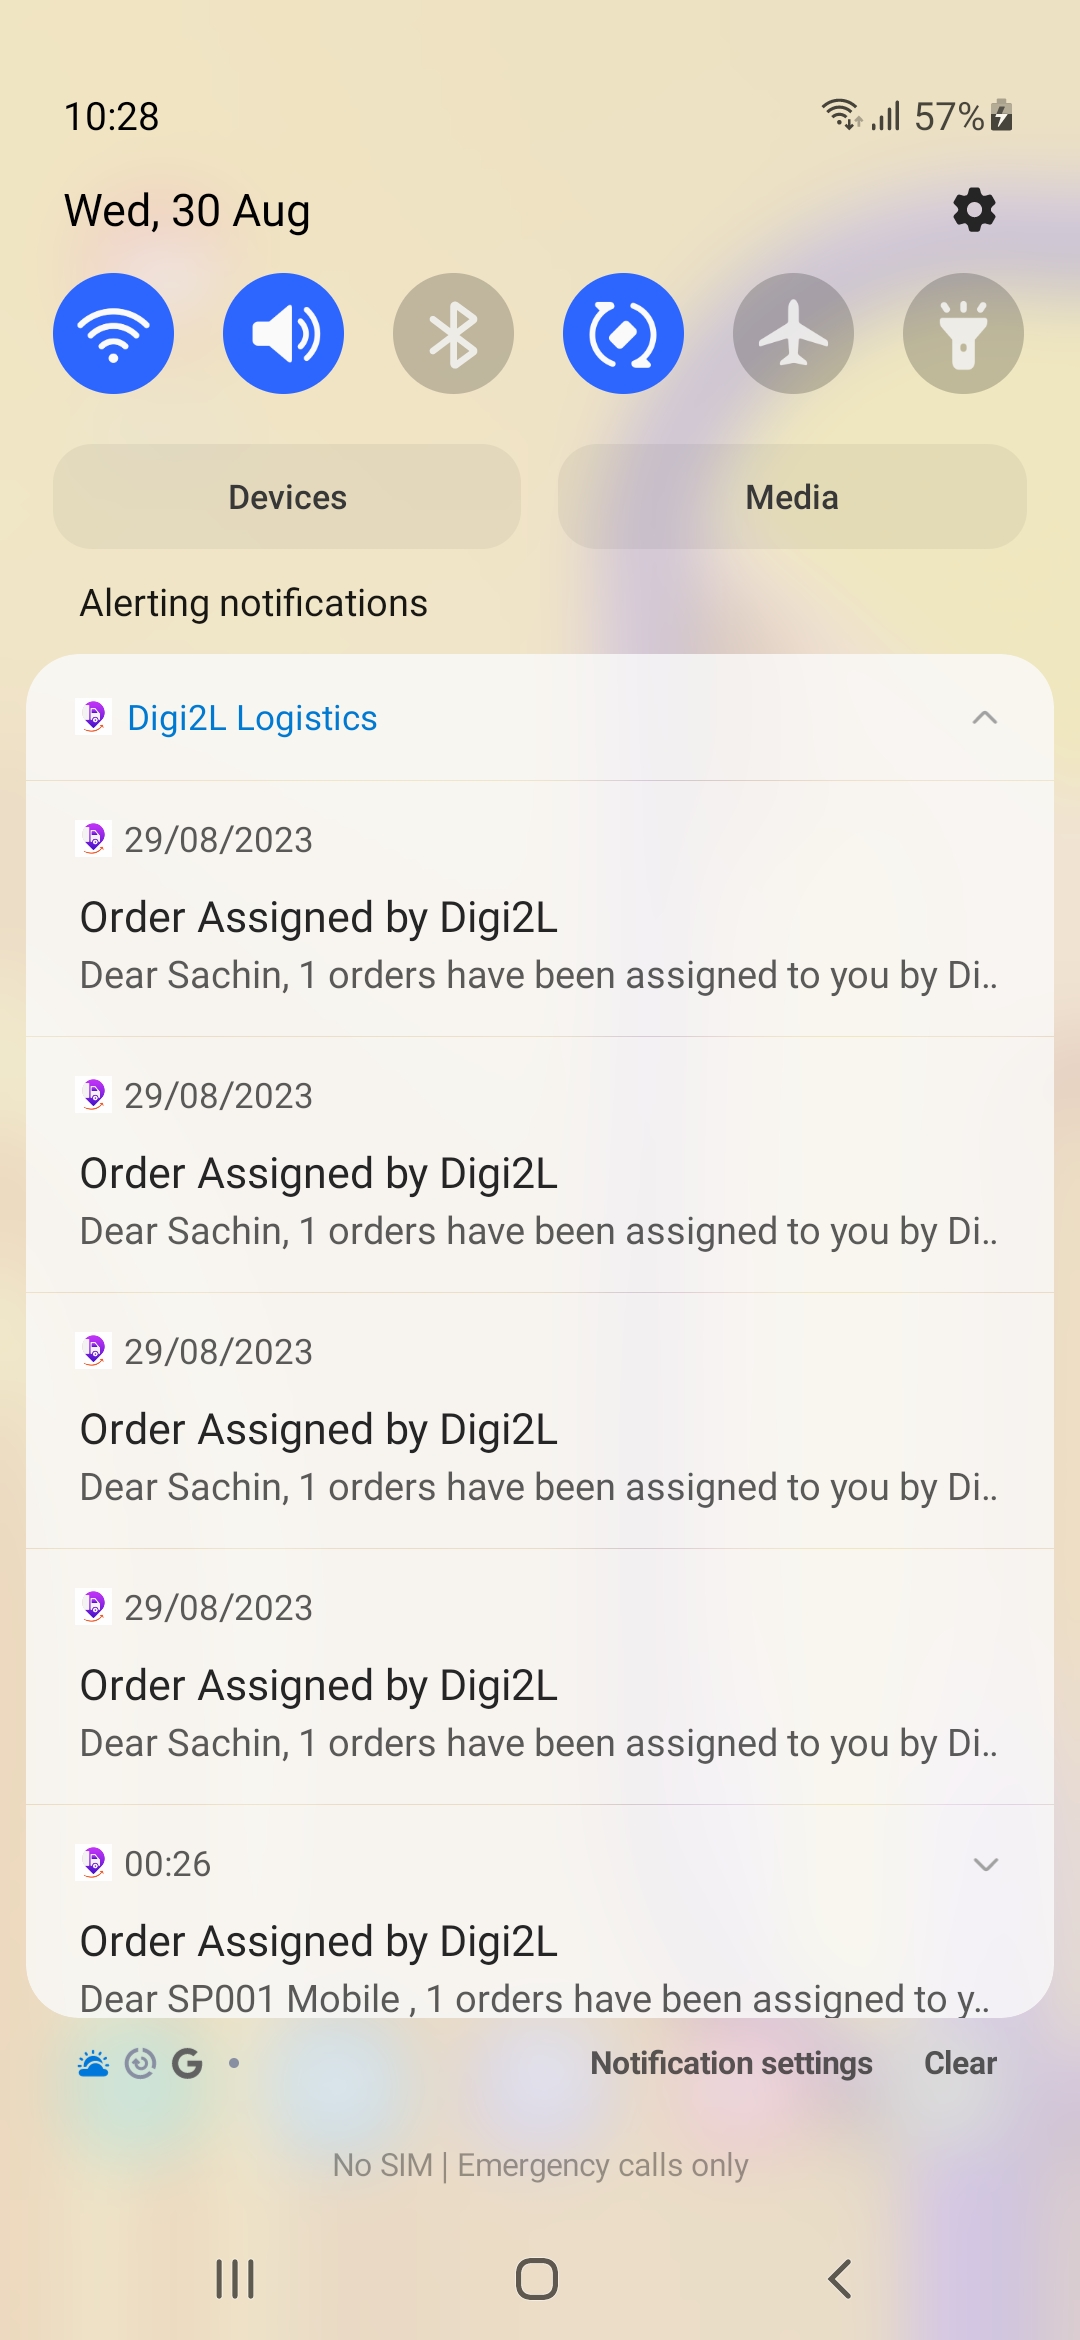 10:28
57%
Wed, 30 Aug
Devices
Media
Alerting notifications
Digi2L Logistics
29/08/2023
Order Assigned by Digi2L
Dear Sachin, 1 orders have been assigned to you by Di..
29/08/2023
Order Assigned by Digi2L
Dear Sachin, 1 orders have been assigned to you by Di..
29/08/2023
Order Assigned by Digi2L
Dear Sachin, 1 orders have been assigned to you by Di..
29/08/2023
Order Assigned by Digi2L
Dear Sachin, 1 orders have been assigned to you by Di..
00:26
Order Assigned by Digi2L
Dear SP001 Mobile , 1 orders have been assigned to y..
Notification settings
Clear
No SIM | Emergency calls only